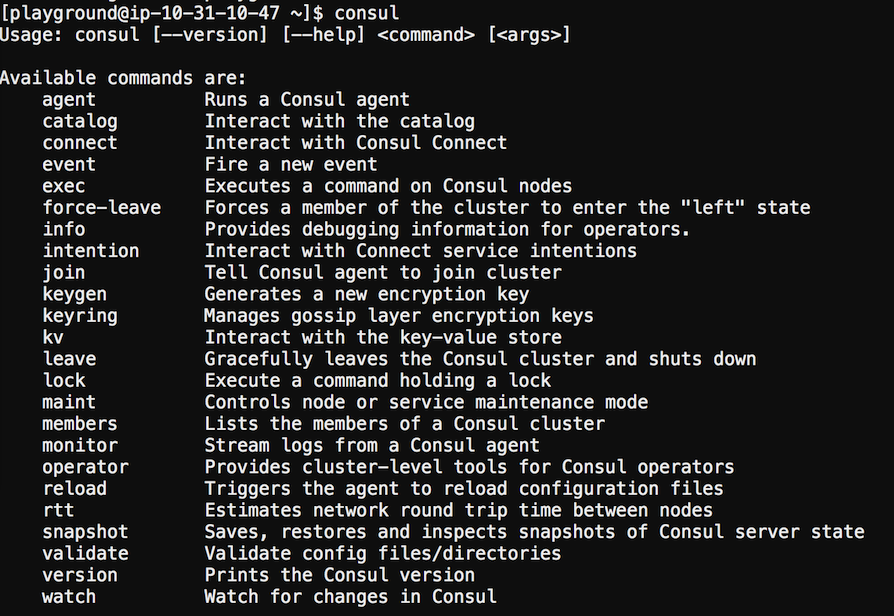 [playground@ip-10-31-10-47 ~]$ consul
Usage: consul [--version] [--help] <command> [<args>]

Available commands are:
    agent          Runs a Consul agent
    catalog        Interact with the catalog
    connect        Interact with Consul Connect
    event          Fire a new event
    exec           Executes a command on Consul nodes
    force-leave    Forces a member of the cluster to enter the "left" state
    info           Provides debugging information for operators.
    intention      Interact with Connect service intentions
    join           Tell Consul agent to join cluster
    keygen         Generates a new encryption key
    keyring        Manages gossip layer encryption keys
    kv             Interact with the key-value store
    leave          Gracefully leaves the Consul cluster and shuts down
    lock           Execute a command holding a lock
    maint          Controls node or service maintenance mode
    members        Lists the members of a Consul cluster
    monitor        Stream logs from a Consul agent
    operator       Provides cluster-level tools for Consul operators
    reload         Triggers the agent to reload configuration files
    rtt            Estimates network round trip time between nodes
    snapshot       Saves, restores and inspects snapshots of Consul server state
    validate       Validate config files/directories
    version        Prints the Consul version
    watch          Watch for changes in Consul